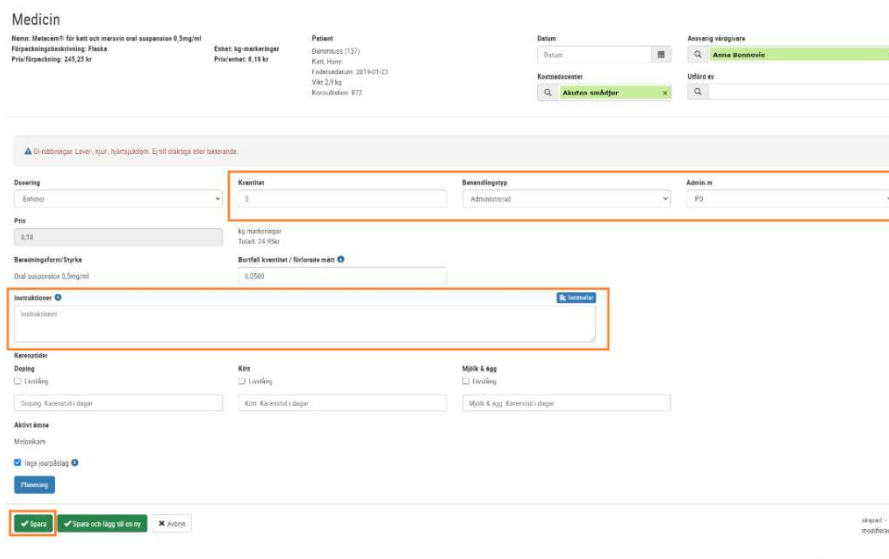 Medicin
Namn: Metacam® för katt och marsvin oral suspension 0,5mg/ml
Förpackningsbeskrivning: Flaska
Enhet: kg-markeringar
Pris/förpackning: 245,25 kr
Pris/enhet: 8,18 kr
Patient
Dammtuss (137)
Katt, Hane
Födelsedatum: 2019-01-23
Vikt 2,9 kg
Konsultation: 872
Datum
Datum
Ansvarig vårdgivare
Anna Bonnevie
Kostnadscenter
Akuten smådjur ×
Utförd av
GI-rubbningar. Lever-, njur-, hjärtsjukdom. Ej till dräktiga eller lakterande.
Dosering
Enheter
Kvantitet
3
Behandlingstyp
Administrerad
Admin.m
PO
Pris
8,18
kg markeringar
Totalt: 24.95kr
Beredningsform/Styrka
Oral suspension 0,5mg/ml
Bortfall kvantitet / förlorade mått
0,0500
Instruktioner
Textmallar
Instruktioner
Karenstider
Doping
Livslång
Doping Karenstid i dagar
Kött
Livslång
Kött Karenstid i dagar
Mjölk & ägg
Livslång
Mjölk & ägg Karenstid i dagar
Aktivt ämne
Meloxikam
Inga jourpåslag
Planering
Spara
Spara och lägg till en ny
Avbryt
skapad: -
modifiera